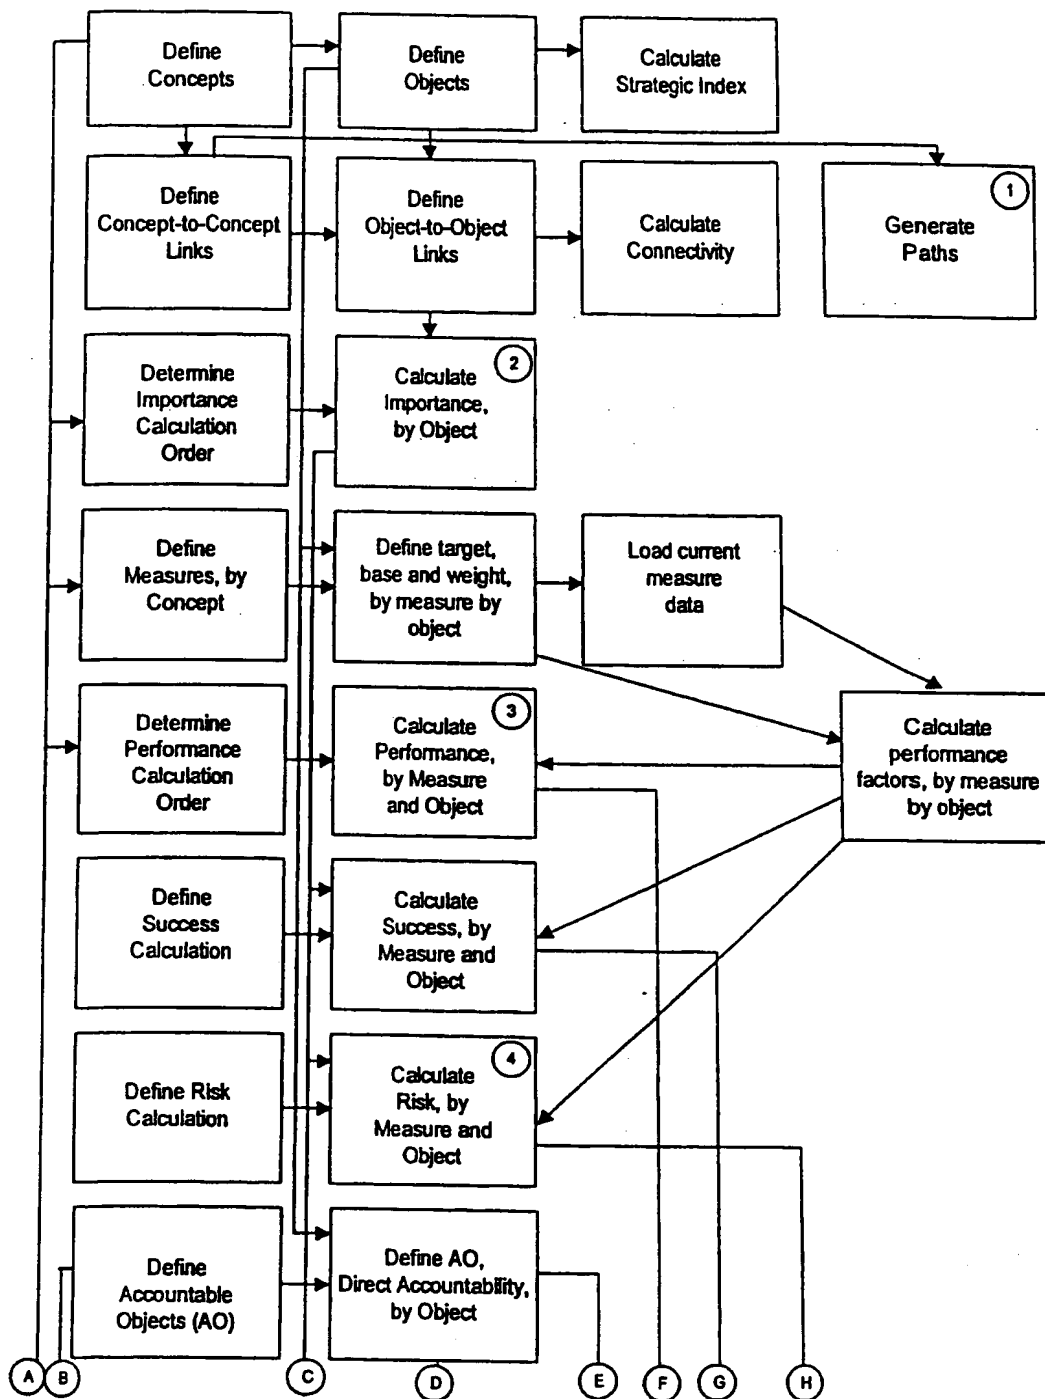 Define
Concepts
Define
Objects
Calculate
Strategic Index
Define
Concept-to-Concept
Links
Define
Object-to-Object
Links
Calculate
Connectivity
1
Generate
Paths
Determine
Importance
Calculation
Order
2
Calculate
Importance,
by Object
Define
Measures, by
Concept
Define target,
base and weight,
by measure by
object
Load current
measure
data
Determine
Performance
Calculation
Order
3
Calculate
Performance,
by Measure
and Object
Calculate
performance
factors, by measure
by object
Define
Success
Calculation
Calculate
Success, by
Measure and
Object
Define Risk
Calculation
4
Calculate
Risk, by
Measure and
Object
Define
Accountable
Objects (AO)
Define AO,
Direct Accountability,
by Object
A B C D E F G H